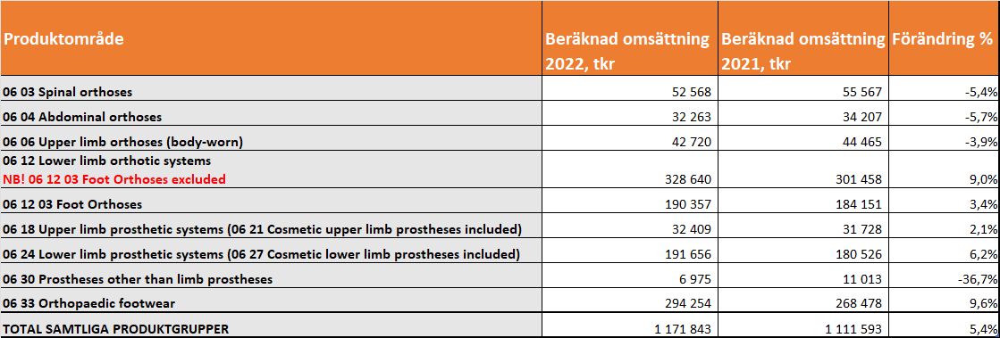 Produktområde Beräknad omsättning 2022, tkr Beräknad omsättning 2021, tkr Förändring %
06 03 Spinal orthoses 52 568 55 567 -5,4%
06 04 Abdominal orthoses 32 263 34 207 -5,7%
06 06 Upper limb orthoses (body-worn) 42 720 44 465 -3,9%
06 12 Lower limb orthotic systems
NB! 06 12 03 Foot Orthoses excluded 328 640 301 458 9,0%
06 12 03 Foot Orthoses 190 357 184 151 3,4%
06 18 Upper limb prosthetic systems (06 21 Cosmetic upper limb prostheses included) 32 409 31 728 2,1%
06 24 Lower limb prosthetic systems (06 27 Cosmetic lower limb prostheses included) 191 656 180 526 6,2%
06 30 Prostheses other than limb prostheses 6 975 11 013 -36,7%
06 33 Orthopaedic footwear 294 254 268 478 9,6%
TOTAL SAMTLIGA PRODUKTGRUPPER 1 171 843 1 111 593 5,4%